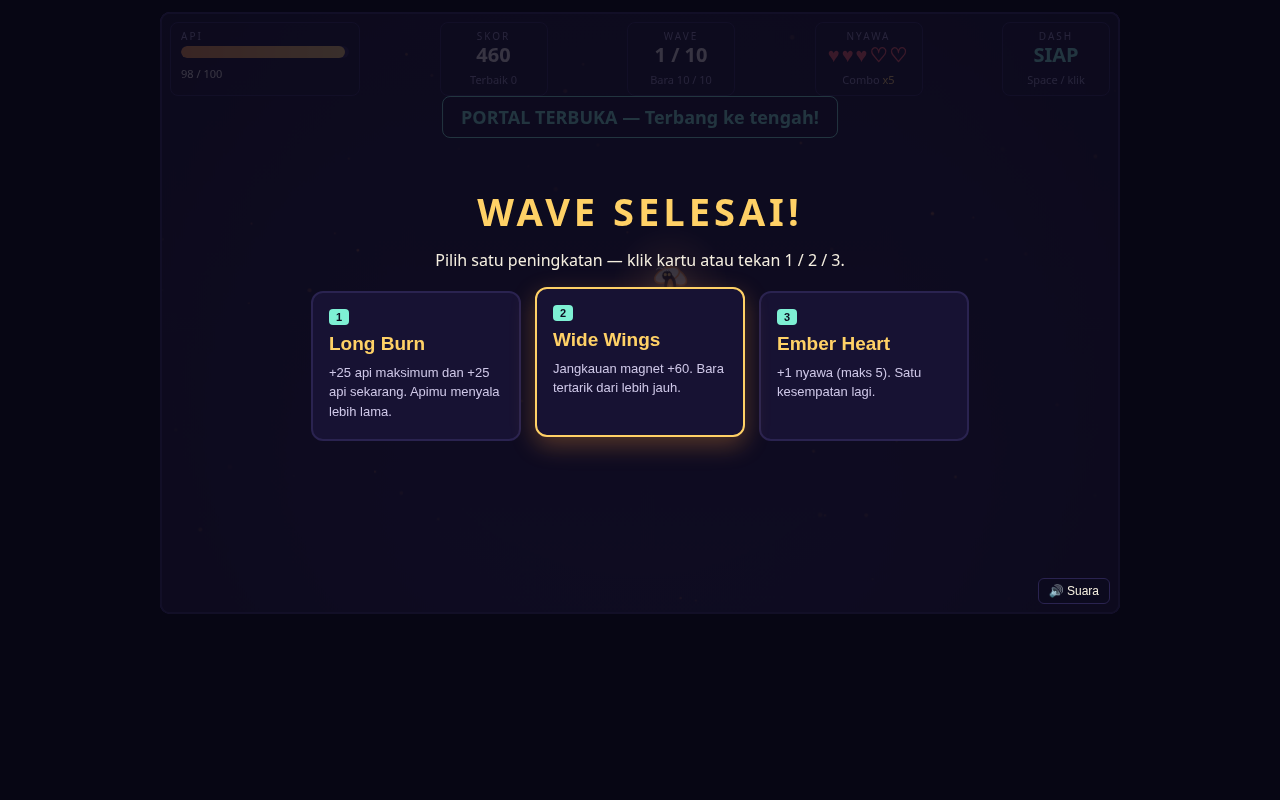 API
98 / 100
SKOR
460
Terbaik 0
WAVE
1 / 10
Bara 10 / 10
NYAWA
♥♥♥♡♡
Combo x5
DASH
SIAP
Space / klik
PORTAL TERBUKA — Terbang ke tengah!
WAVE SELESAI!
Pilih satu peningkatan — klik kartu atau tekan 1 / 2 / 3.
1
Long Burn
+25 api maksimum dan +25
api sekarang. Apimu menyala
lebih lama.
2
Wide Wings
Jangkauan magnet +60. Bara
tertarik dari lebih jauh.
3
Ember Heart
+1 nyawa (maks 5). Satu
kesempatan lagi.
🔊 Suara